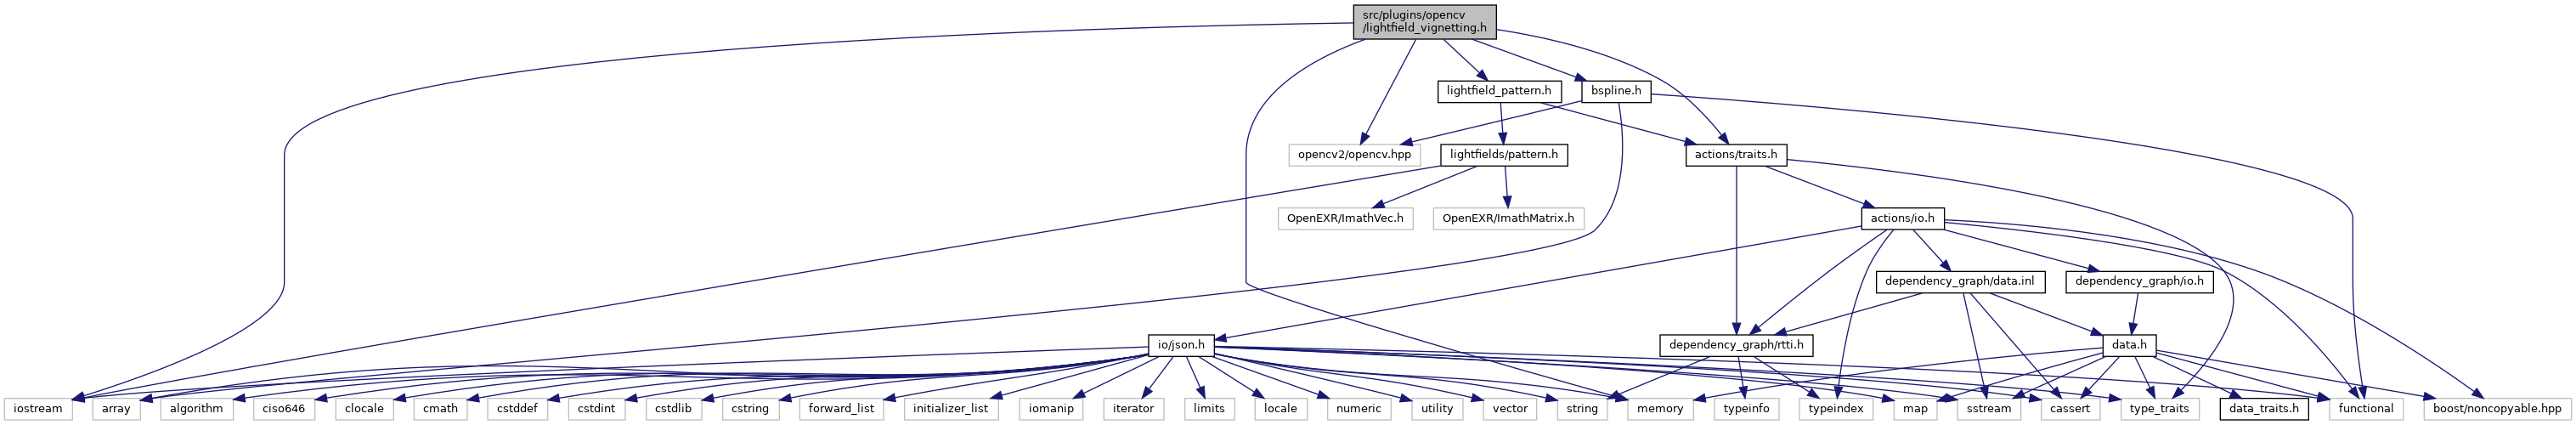 src/plugins/opencv
/lightfield_vignetting.h
lightfield_pattern.h
bspline.h
opencv2/opencv.hpp
lightfields/pattern.h
actions/traits.h
OpenEXR/ImathVec.h
OpenEXR/ImathMatrix.h
actions/io.h
dependency_graph/data.inl
dependency_graph/io.h
io/json.h
dependency_graph/rtti.h
data.h
iostream
array
algorithm
ciso646
clocale
cmath
cstddef
cstdint
cstdlib
cstring
forward_list
initializer_list
iomanip
iterator
limits
locale
numeric
utility
vector
string
memory
typeinfo
typeindex
map
sstream
cassert
type_traits
data_traits.h
functional
boost/noncopyable.hpp